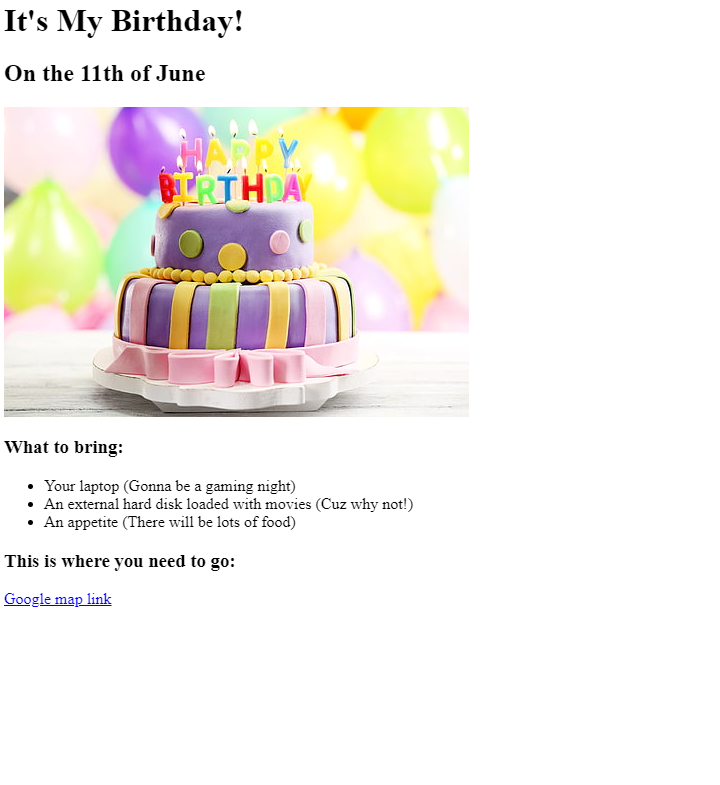 It's My Birthday!
On the 11th of June
HAPPY
BIRTHDAY
What to bring:
Your laptop (Gonna be a gaming night)
An external hard disk loaded with movies (Cuz why not!)
An appetite (There will be lots of food)
This is where you need to go:
Google map link